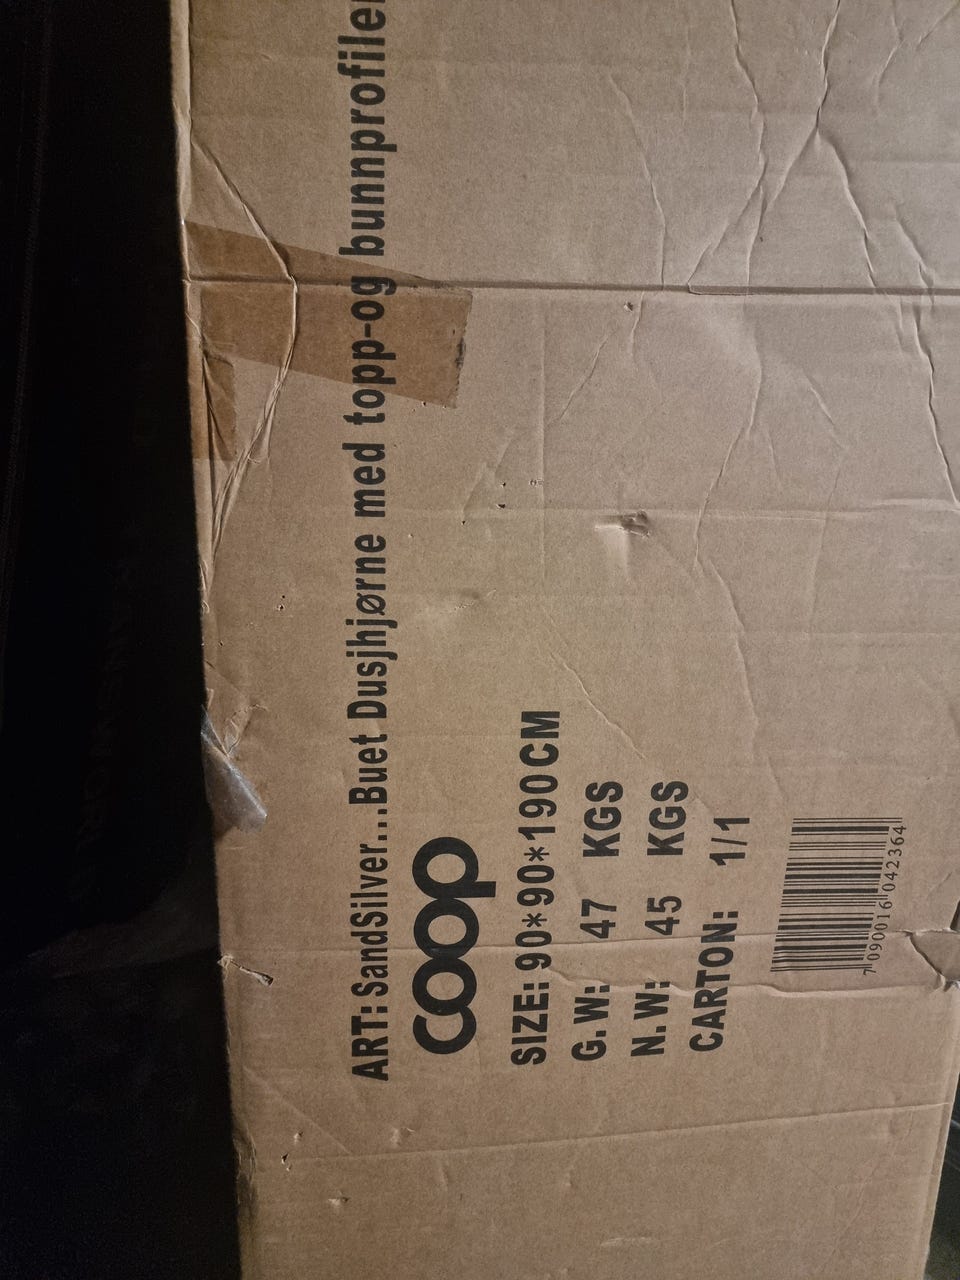 ART: SandSilver...Buet Dusjhjørne med topp-og bunnprofiler
coop
SIZE: 90*90*190CM
G.W: 47 KGS
N.W: 45 KGS
CARTON: 1/1
7 090016 042364